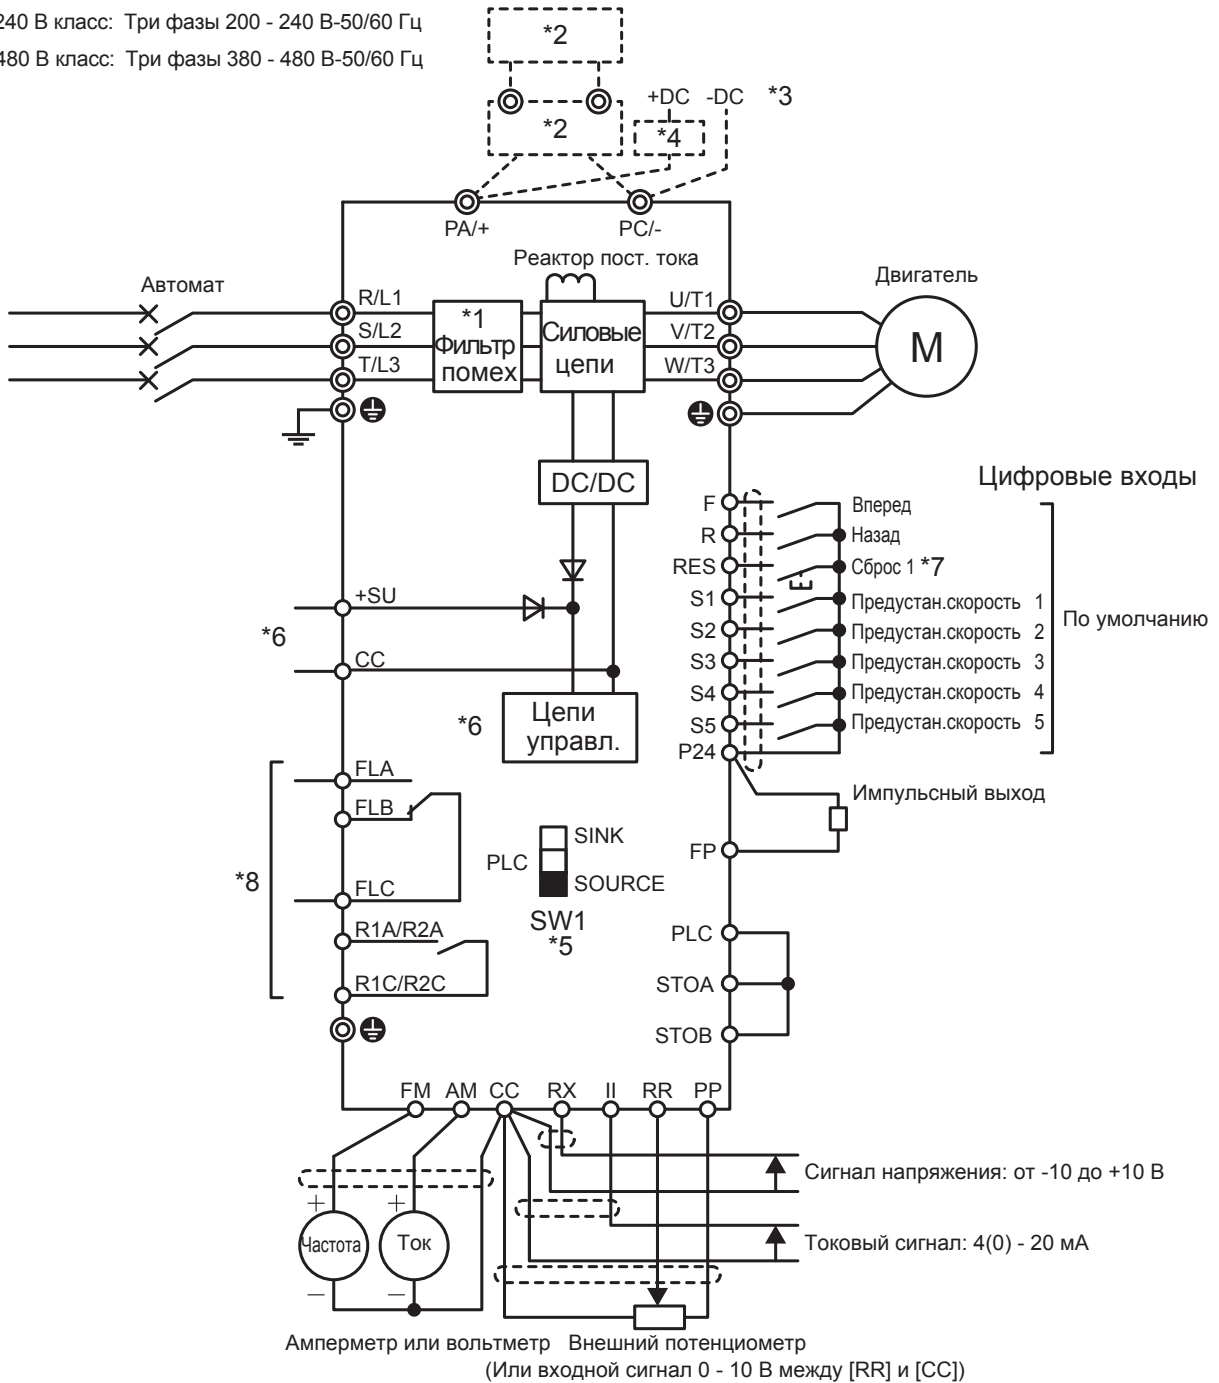 240 В класс: Три фазы 200 - 240 В-50/60 Гц
480 В класс: Три фазы 380 - 480 В-50/60 Гц
*2
*2
+DC -DC *3
*4
PA/+ PC/-
Реактор пост. тока
Автомат
Двигатель
R/L1
S/L2
T/L3
*1
Фильтр
помех
Силовые
цепи
U/T1
V/T2
W/T3
M
DC/DC
Цифровые входы
F Вперед
R Назад
RES Сброс 1 *7
S1 Предустан.скорость 1
S2 Предустан.скорость 2
S3 Предустан.скорость 3
S4 Предустан.скорость 4
S5 Предустан.скорость 5
P24
По умолчанию
+SU
*6
CC
*6
Цепи
управл.
Импульсный выход
FP
FLA
FLB
*8
FLC
R1A/R2A
R1C/R2C
SINK
PLC
SOURCE
SW1
*5
PLC
STOA
STOB
FM AM CC RX II RR PP
Сигнал напряжения: от -10 до +10 В
Токовый сигнал: 4(0) - 20 мА
+ +
Частота Ток
− −
Амперметр или вольтметр Внешний потенциометр
(Или входной сигнал 0 - 10 В между [RR] и [CC])